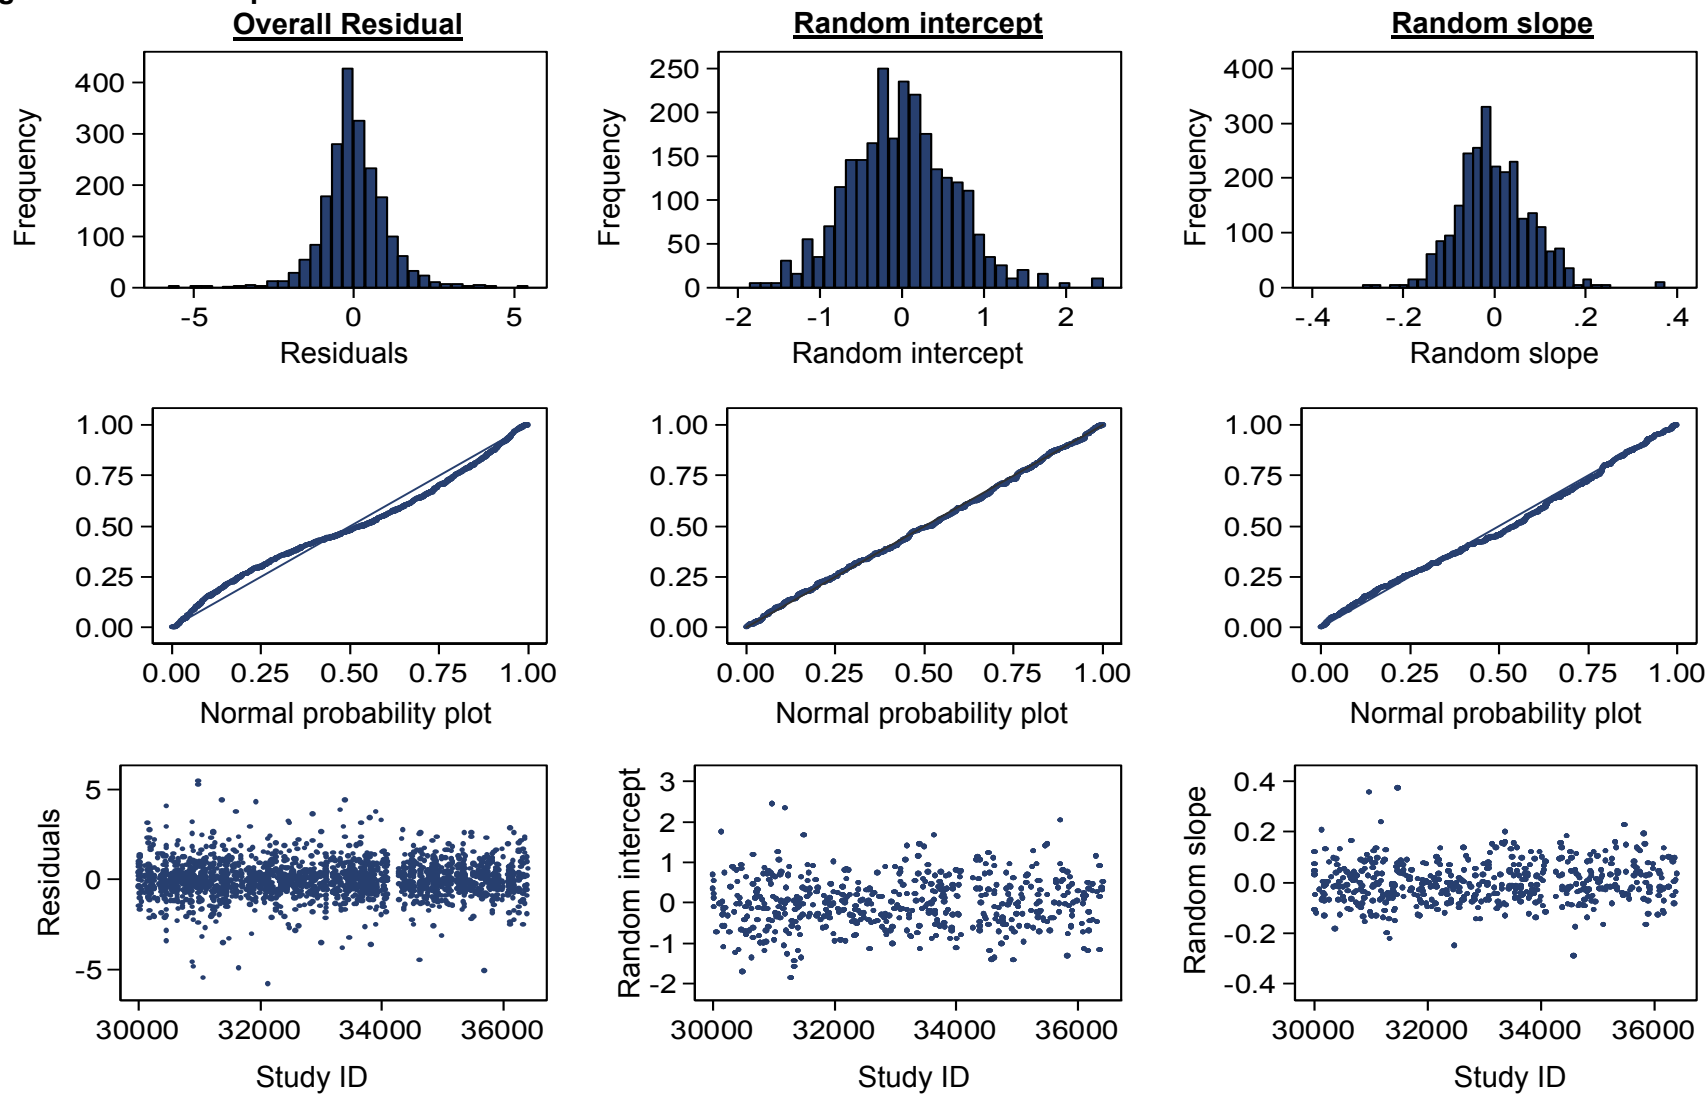 Overall Residual Random intercept Random slope
Frequency
400
300
200
100
0
-5 0 5
Residuals
Frequency
250
200
150
100
50
0
-2 -1 0 1 2
Random intercept
Frequency
400
300
200
100
0
-.4 -.2 0 .2 .4
Random slope
1.00
0.75
0.50
0.25
0.00
0.00 0.25 0.50 0.75 1.00
Normal probability plot
1.00
0.75
0.50
0.25
0.00
0.00 0.25 0.50 0.75 1.00
Normal probability plot
1.00
0.75
0.50
0.25
0.00
0.00 0.25 0.50 0.75 1.00
Normal probability plot
Residuals
5
0
-5
30000 32000 34000 36000
Study ID
Random intercept
3
2
1
0
-1
-2
30000 32000 34000 36000
Study ID
Random slope
0.4
0.2
0.0
-0.2
-0.4
30000 32000 34000 36000
Study ID